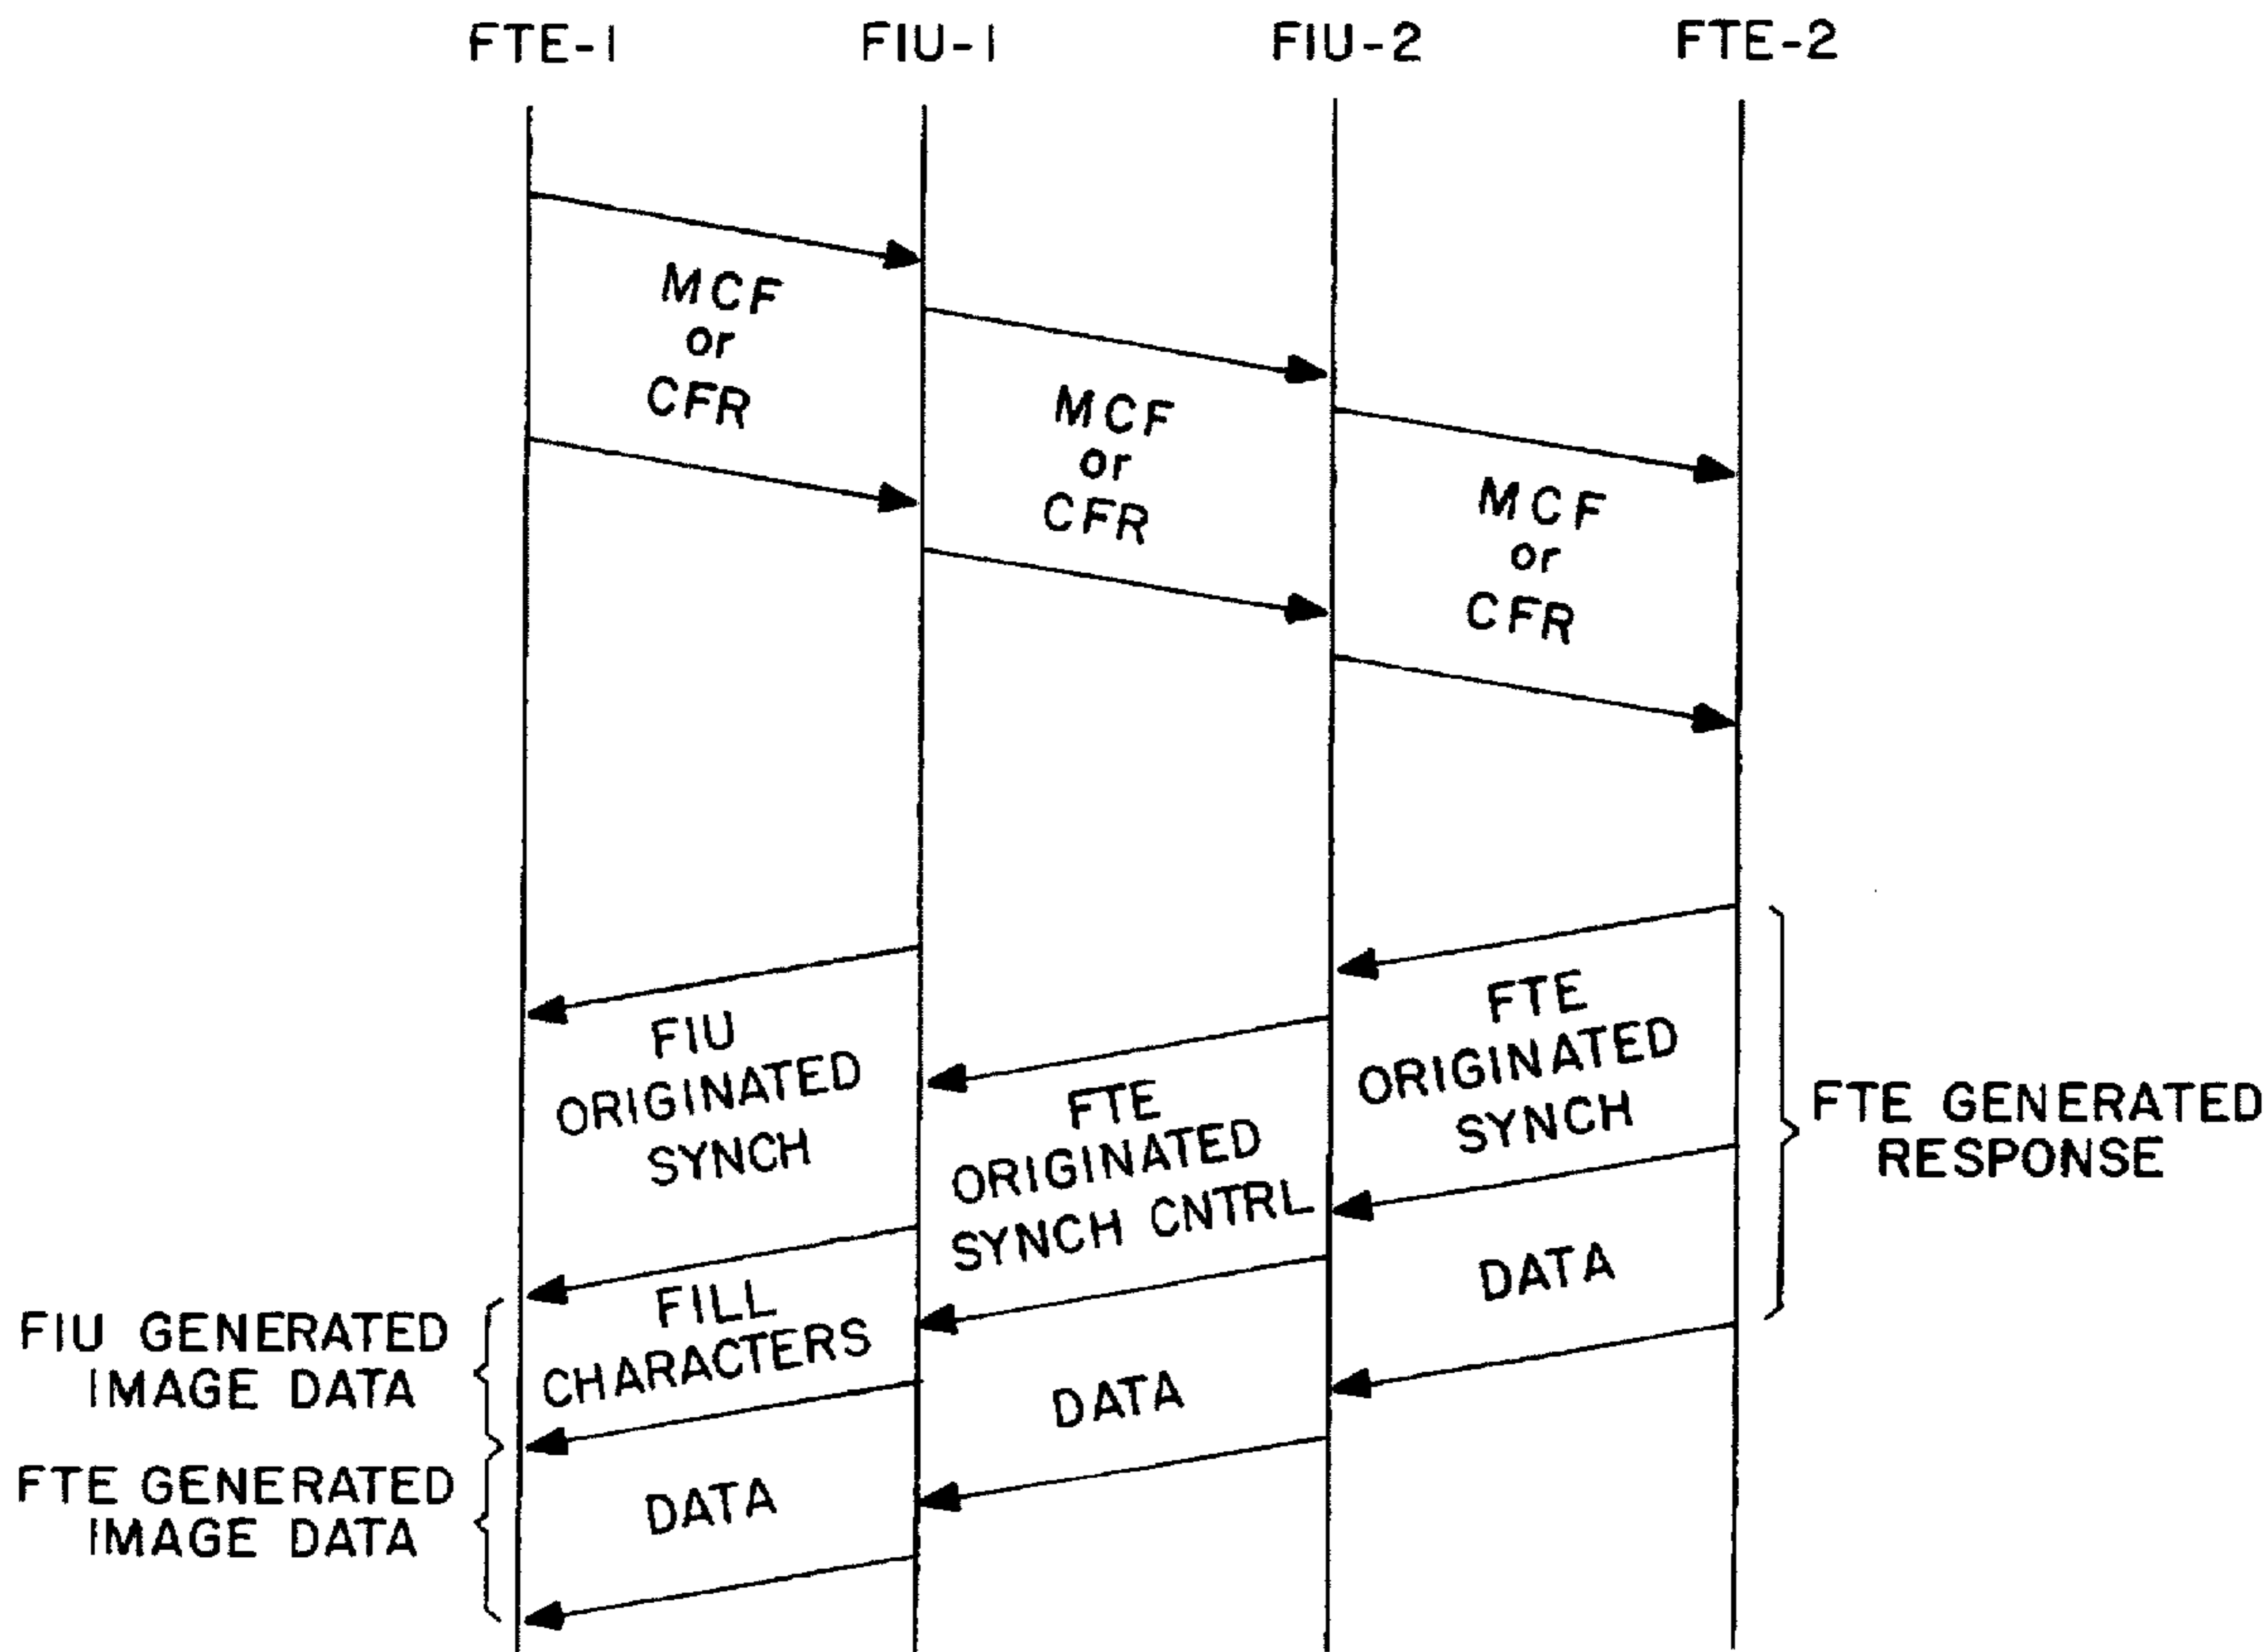 FTE-1
FIU-1
FIU-2
FTE-2
MCF
or
CFR
MCF
or
CFR
MCF
or
CFR
FIU
ORIGINATED
SYNCH
FTE
ORIGINATED
SYNCH CNTRL
FTE
ORIGINATED
SYNCH
FTE GENERATED
RESPONSE
DATA
FILL
CHARACTERS
DATA
DATA
FIU GENERATED
IMAGE DATA
FTE GENERATED
IMAGE DATA